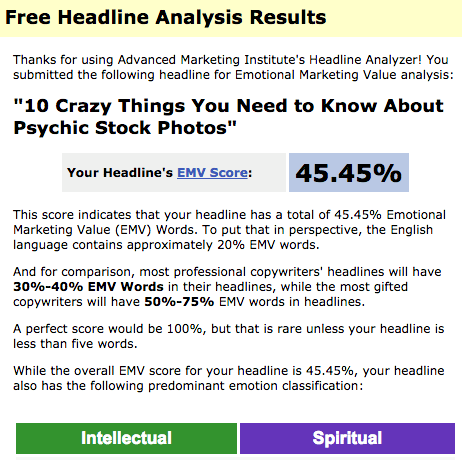 Free Headline Analysis Results
Thanks for using Advanced Marketing Institute's Headline Analyzer! You
submitted the following headline for Emotional Marketing Value analysis:
"10 Crazy Things You Need to Know About
Psychic Stock Photos"
Your Headline's EMV Score: 45.45%
This score indicates that your headline has a total of 45.45% Emotional
Marketing Value (EMV) Words. To put that in perspective, the English
language contains approximately 20% EMV words.
And for comparison, most professional copywriters' headlines will have
30%-40% EMV Words in their headlines, while the most gifted
copywriters will have 50%-75% EMV words in headlines.
A perfect score would be 100%, but that is rare unless your headline is
less than five words.
While the overall EMV score for your headline is 45.45%, your headline
also has the following predominant emotion classification:
Intellectual Spiritual